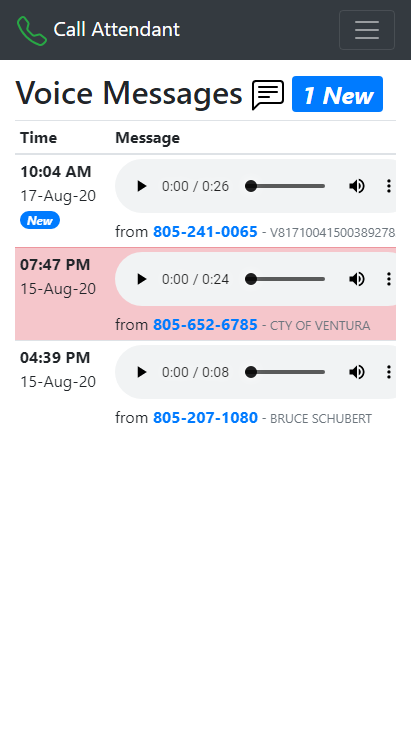 Call Attendant
Voice Messages 1 New
Time Message
10:04 AM
17-Aug-20
New
0:00 / 0:26
from 805-241-0065 - V81710041500389278
07:47 PM
15-Aug-20
0:00 / 0:24
from 805-652-6785 - CTY OF VENTURA
04:39 PM
15-Aug-20
0:00 / 0:08
from 805-207-1080 - BRUCE SCHUBERT